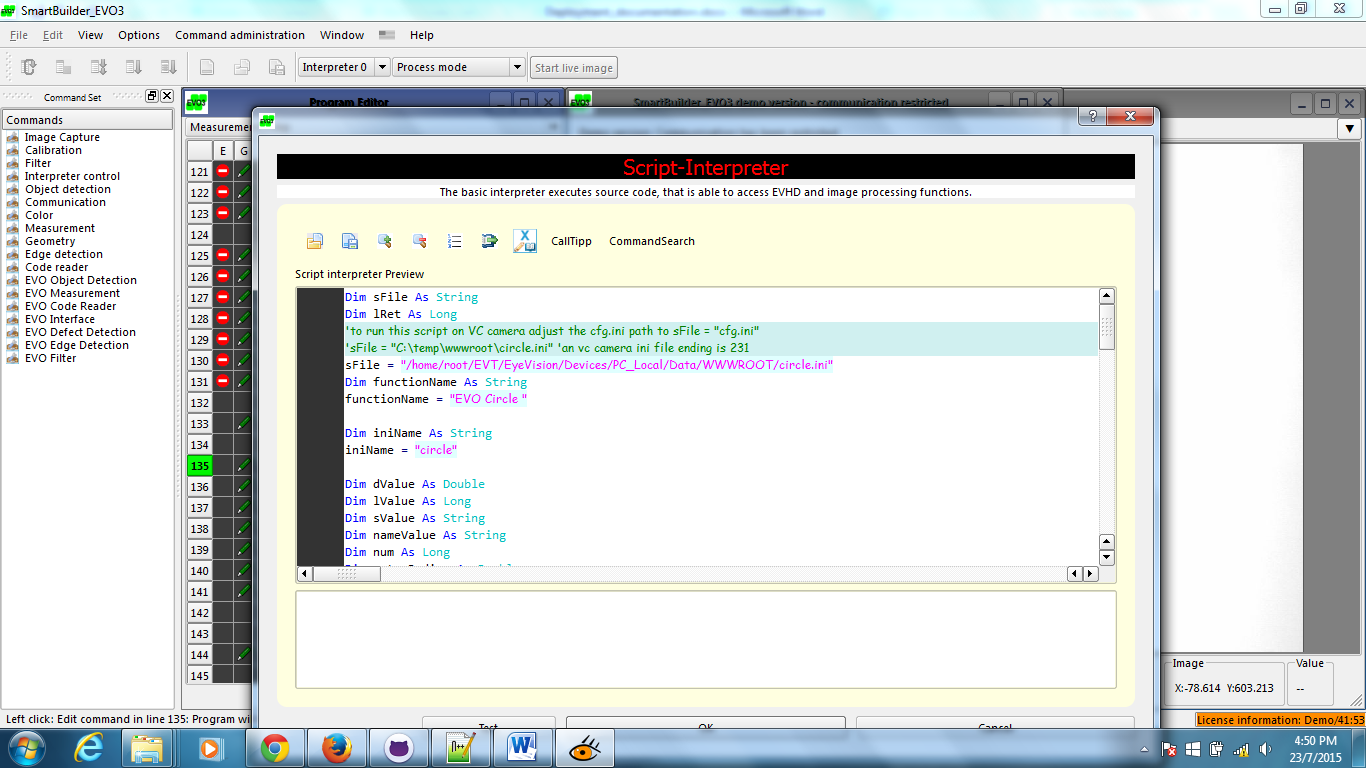 SmartBuilder_EVO3
File Edit View Options Command administration Window Help
Interpreter 0 Process mode Start live image
Command Set
Commands
Image Capture
Calibration
Filter
Interpreter control
Object detection
Communication
Color
Measurement
Geometry
Edge detection
Code reader
EVO Object Detection
EVO Measurement
EVO Code Reader
EVO Interface
EVO Defect Detection
EVO Edge Detection
EVO Filter
EVO3 Program Editor
EVO3 SmartBuilder_EVO3 demo version - communication restricted
E G
121
122
123
124
125
126
127
128
129
130
131
132
133
134
135
136
137
138
139
140
141
142
143
144
145
Script-Interpreter
The basic interpreter executes source code, that is able to access EVHD and image processing functions.
CallTipp CommandSearch
Script interpreter Preview
Dim sFile As String
Dim lRet As Long
'to run this script on VC camera adjust the cfg.ini path to sFile = "cfg.ini"
'sFile = "C:\temp\wwwroot\circle.ini" 'an vc camera ini file ending is 231
sFile = "/home/root/EVT/EyeVision/Devices/PC_Local/Data/WWWROOT/circle.ini"
Dim functionName As String
functionName = "EVO Circle "
Dim iniName As String
iniName = "circle"
Dim dValue As Double
Dim lValue As Long
Dim sValue As String
Dim nameValue As String
Dim num As Long
Test OK Cancel
Image Value
X:-78.614 Y:603.213 --
Left click: Edit command in line 135: Program
License information: Demo/41:53
4:50 PM
23/7/2015